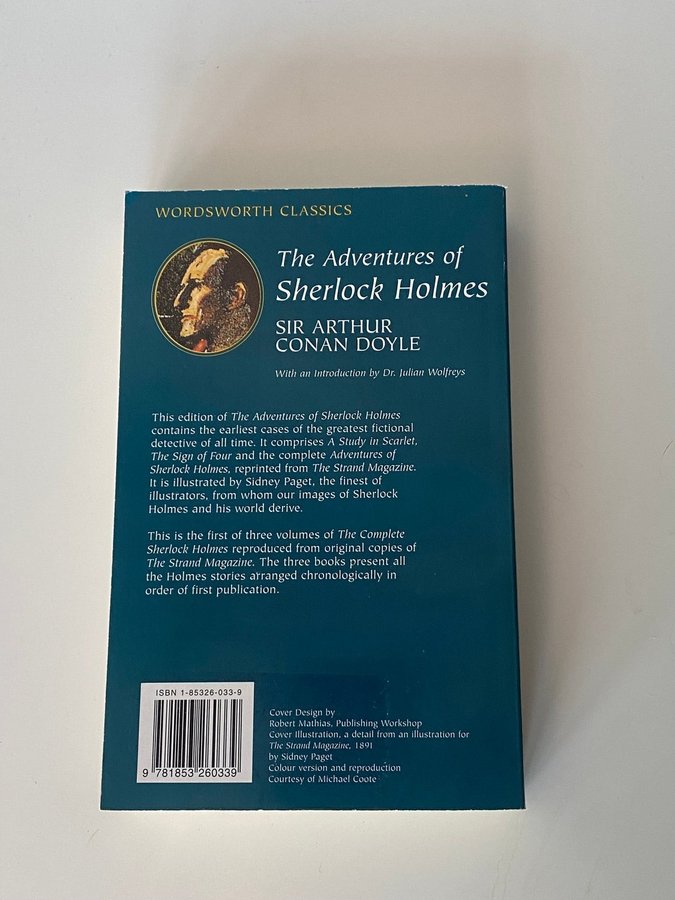 WORDSWORTH CLASSICS
The Adventures of
Sherlock Holmes
SIR ARTHUR
CONAN DOYLE
With an Introduction by Dr. Julian Wolfreys
This edition of The Adventures of Sherlock Holmes
contains the earliest cases of the greatest fictional
detective of all time. It comprises A Study in Scarlet,
The Sign of Four and the complete Adventures of
Sherlock Holmes, reprinted from The Strand Magazine.
It is illustrated by Sidney Paget, the finest of
illustrators, from whom our images of Sherlock
Holmes and his world derive.
This is the first of three volumes of The Complete
Sherlock Holmes reproduced from original copies of
The Strand Magazine. The three books present all
the Holmes stories arranged chronologically in
order of first publication.
ISBN 1-85326-033-9
9 781853 260339
Cover Design by
Robert Mathias, Publishing Workshop
Cover Illustration, a detail from an illustration for
The Strand Magazine, 1891
by Sidney Paget
Colour version and reproduction
Courtesy of Michael Coote